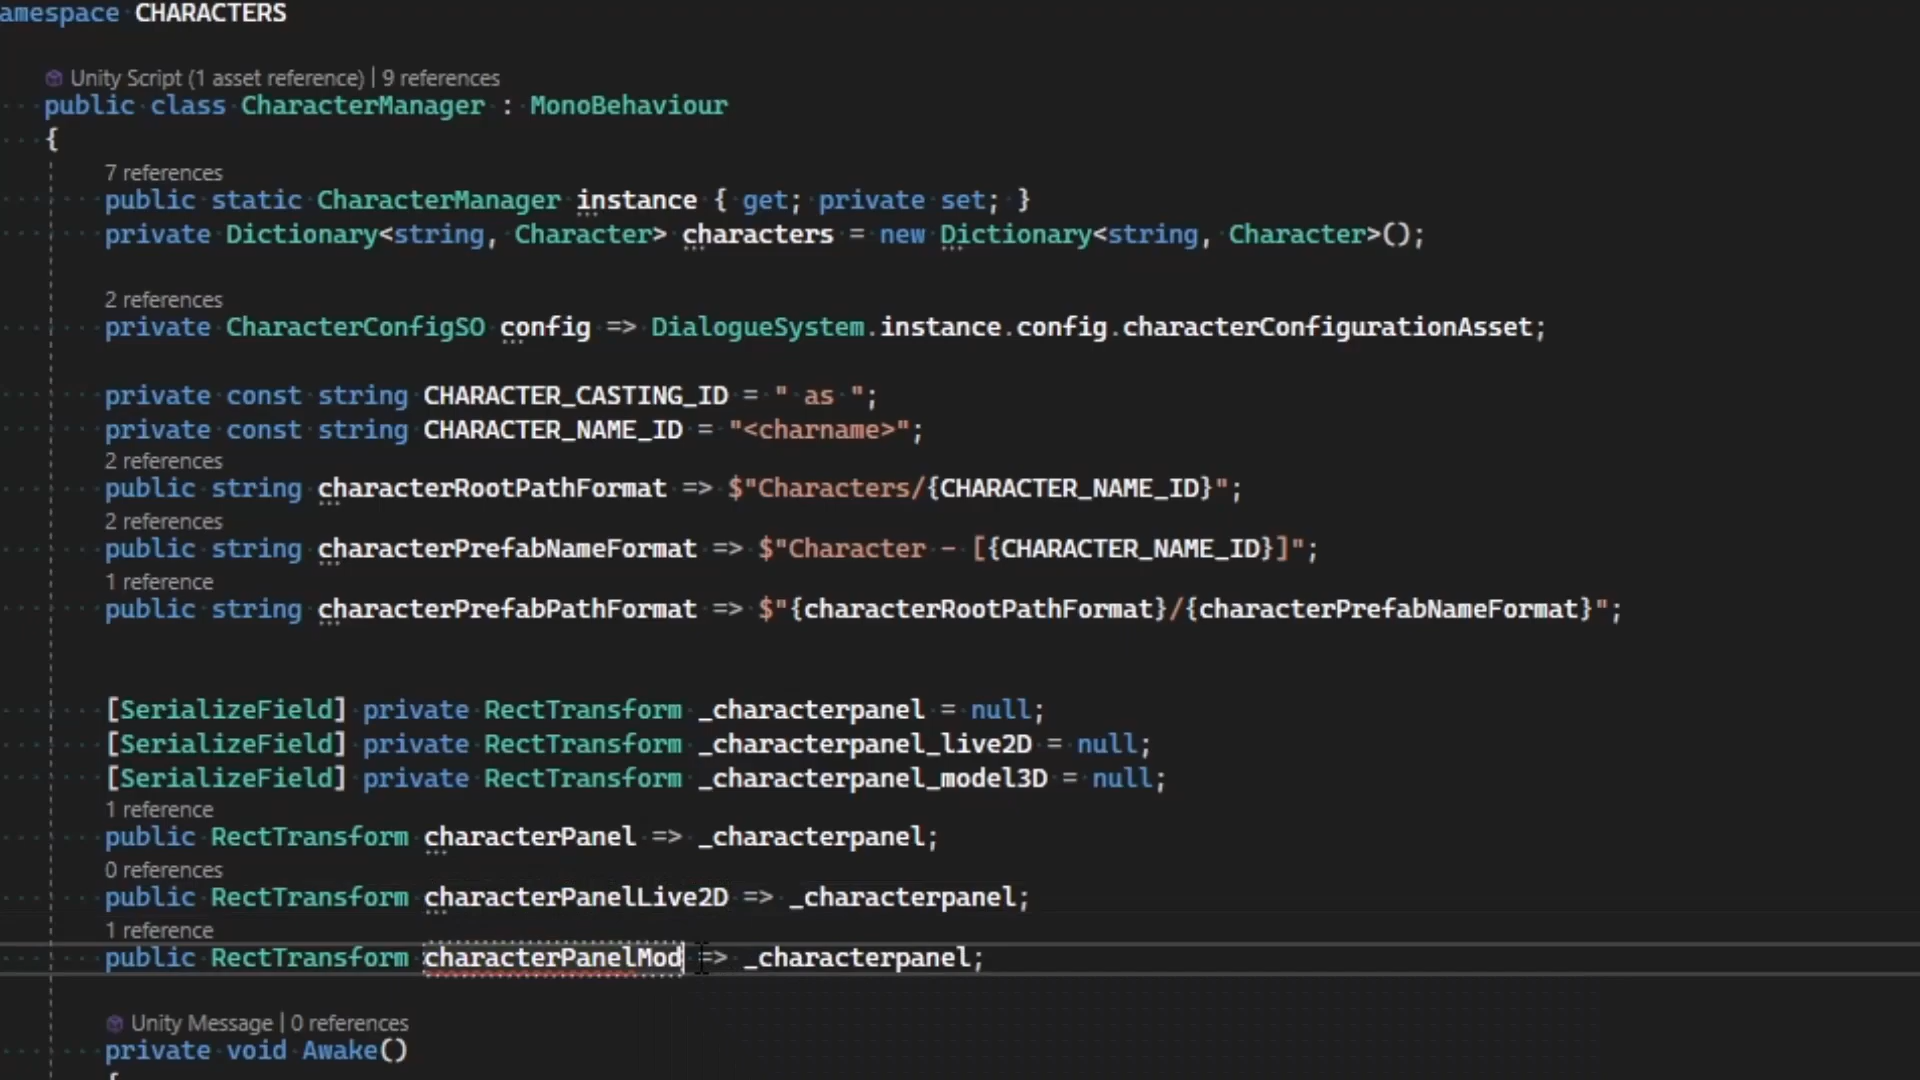 amespace CHARACTERS
Unity Script (1 asset reference) | 9 references
public class CharacterManager : MonoBehaviour
{
7 references
public static CharacterManager instance { get; private set; }
private Dictionary<string, Character> characters = new Dictionary<string, Character>();
2 references
private CharacterConfigSO config => DialogueSystem.instance.config.characterConfigurationAsset;
private const string CHARACTER_CASTING_ID = " as ";
private const string CHARACTER_NAME_ID = "<charname>";
2 references
public string characterRootPathFormat => $"Characters/{CHARACTER_NAME_ID}";
2 references
public string characterPrefabNameFormat => $"Character - [{CHARACTER_NAME_ID}]";
1 reference
public string characterPrefabPathFormat => $"{characterRootPathFormat}/{characterPrefabNameFormat}";
[SerializeField] private RectTransform _characterpanel = null;
[SerializeField] private RectTransform _characterpanel_live2D = null;
[SerializeField] private RectTransform _characterpanel_model3D = null;
1 reference
public RectTransform characterPanel => _characterpanel;
0 references
public RectTransform characterPanelLive2D => _characterpanel;
1 reference
public RectTransform characterPanelMod => _characterpanel;
Unity Message | 0 references
private void Awake()
{